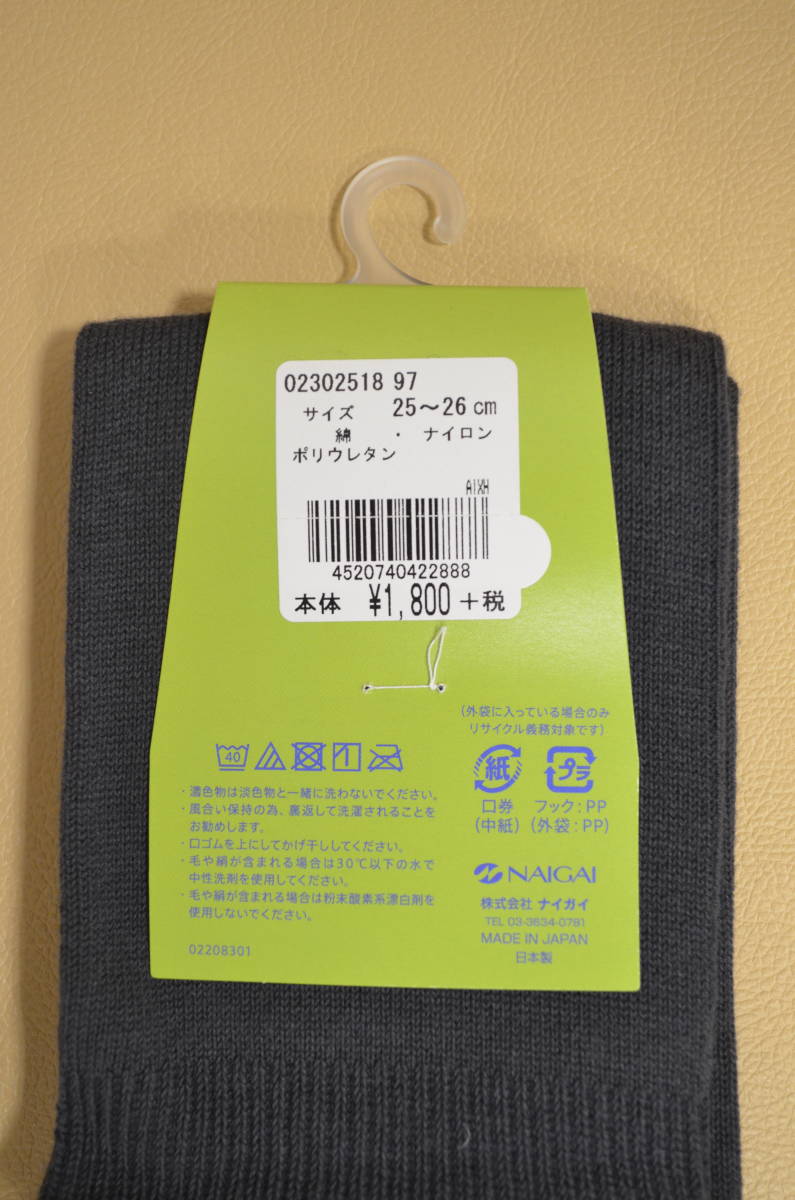 02302518 97
サイズ 25～26cm
綿 ・ ナイロン
ポリウレタン
AIXH
4520740422888
本体 ¥1,800+税
(外袋に入っている場合のみ
リサイクル義務対象です)
40
・濃色物は淡色物と一緒に洗わないでください。
・風合い保持の為、裏返して洗濯されることを
お勧めします。
・口ゴムを上にしてかげ干ししてください。
・毛や絹が含まれる場合は30℃以下の水で
中性洗剤を使用してください。
・毛や絹が含まれる場合は粉末酸素系漂白剤を
使用しないでください。
02208301
紙
口券
(中紙)
プラ
フック:PP
(外袋:PP)
NAIGAI
株式会社 ナイガイ
TEL 03-3634-0781
MADE IN JAPAN
日本製